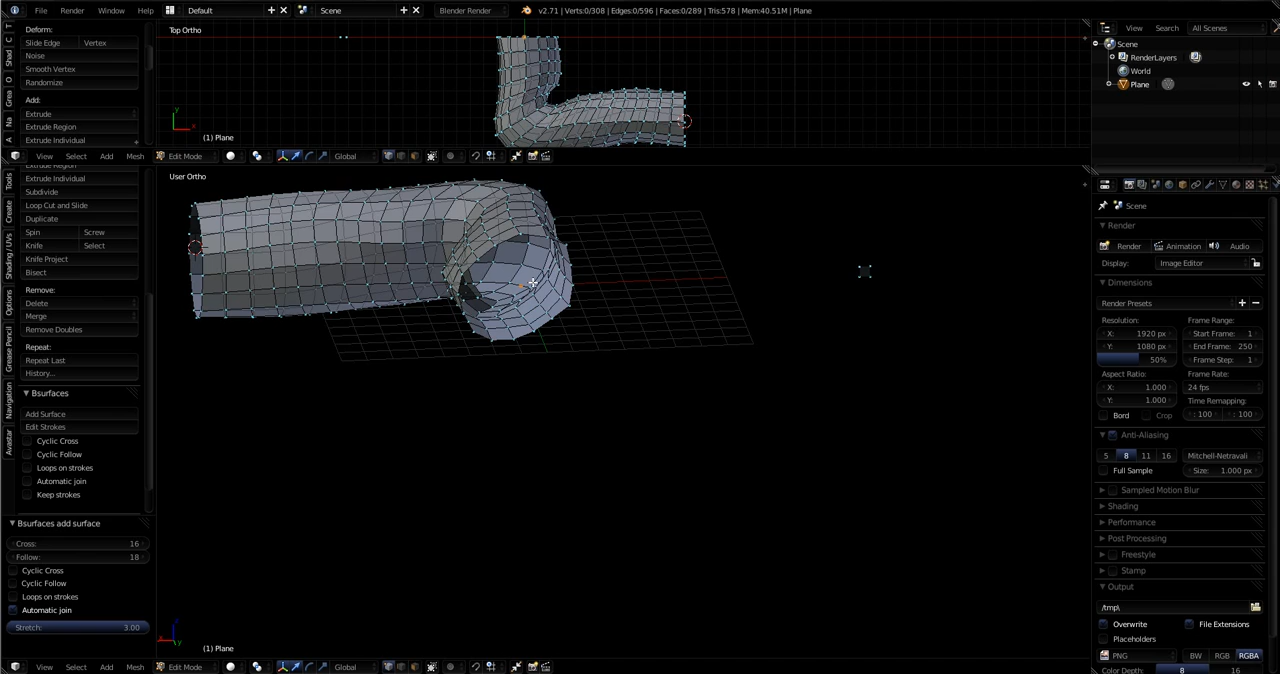 File Render Window Help Default Scene Blender Render v2.71 | Verts:0/308 | Edges:0/596 | Faces:0/289 | Tris:578 | Mem:40.51M | Plane
Deform:
Slide Edge Vertex
Noise
Smooth Vertex
Randomize
Add:
Extrude
Extrude Region
Extrude Individual
Top Ortho
(1) Plane
View Select Add Mesh Edit Mode Global
Extrude Region
Extrude Individual
Subdivide
Loop Cut and Slide
Duplicate
Spin Screw
Knife Select
Knife Project
Bisect
Remove:
Delete
Merge
Remove Doubles
Repeat:
Repeat Last
History...
Bsurfaces
Add Surface
Edit Strokes
Cyclic Cross
Cyclic Follow
Loops on strokes
Automatic join
Keep strokes
Bsurfaces add surface
Cross: 16
Follow: 18
Cyclic Cross
Cyclic Follow
Loops on strokes
Automatic join
Stretch: 3.00
Tools
Create
Shading / UVs
Options
Grease Pencil
Navigation
Avastar
User Ortho
(1) Plane
View Select Add Mesh Edit Mode Global
View Search All Scenes
Scene
RenderLayers
World
Plane
Scene
Render
Render Animation Audio
Display: Image Editor
Dimensions
Render Presets
Resolution: Frame Range:
X: 1920 px Start Frame: 1
Y: 1080 px End Frame: 250
50% Frame Step: 1
Aspect Ratio: Frame Rate:
X: 1.000 24 fps
Y: 1.000 Time Remapping:
Bord Crop : 100 : 100
Anti-Aliasing
5 8 11 16 Mitchell-Netravali
Full Sample Size: 1.000 px
Sampled Motion Blur
Shading
Performance
Post Processing
Freestyle
Stamp
Output
/tmp\
Overwrite File Extensions
Placeholders
PNG BW RGB RGBA
Color Depth: 8 16